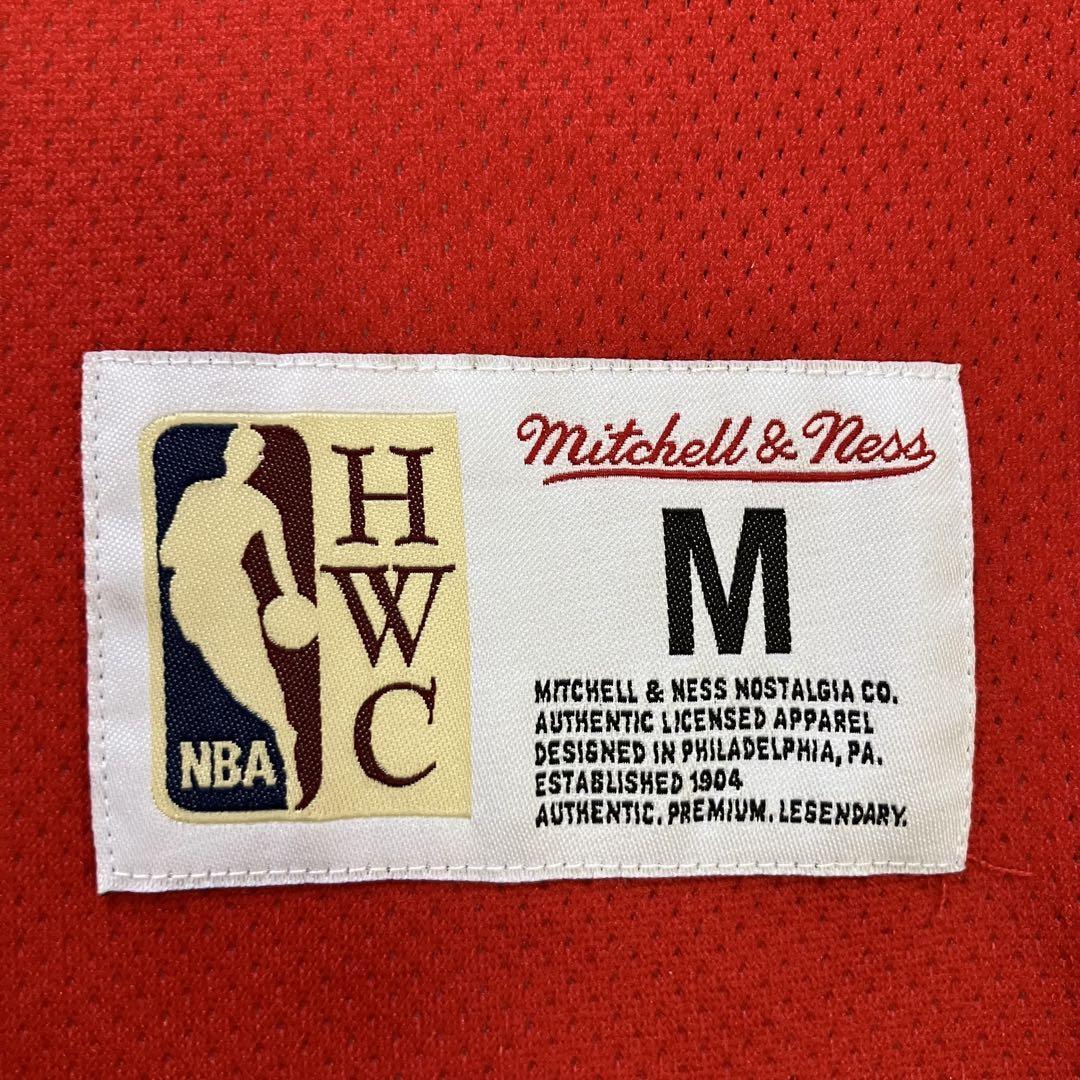 NBA
H
W
C
Mitchell & Ness
M
MITCHELL & NESS NOSTALGIA CO.
AUTHENTIC LICENSED APPAREL
DESIGNED IN PHILADELPHIA, PA.
ESTABLISHED 1904
AUTHENTIC. PREMIUM. LEGENDARY.